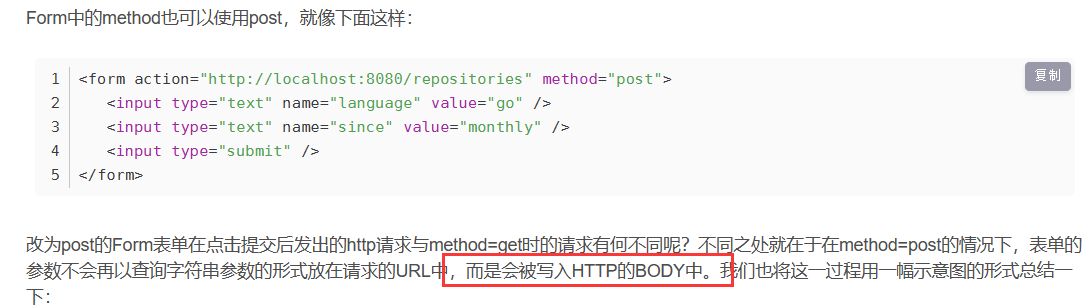 Form中的method也可以使用post，就像下面这样：
复制
1 <form action="http://localhost:8080/repositories" method="post">
2    <input type="text" name="language" value="go" />
3    <input type="text" name="since" value="monthly" />
4    <input type="submit" />
5 </form>
改为post的Form表单在点击提交后发出的http请求与method=get时的请求有何不同呢？不同之处就在于在method=post的情况下，表单的
参数不会再以查询字符串参数的形式放在请求的URL中，而是会被写入HTTP的BODY中。我们也将这一过程用一幅示意图的形式总结一
下：